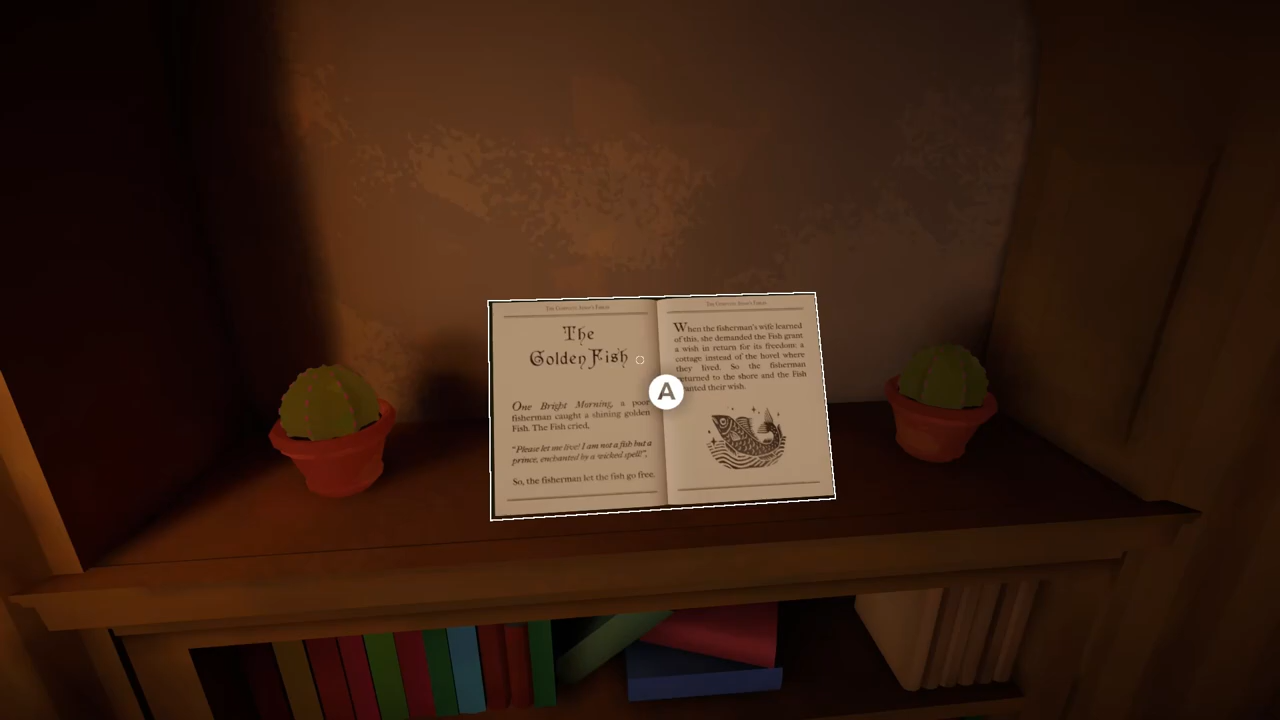 The
Golden Fish
One Bright Morning, a poor
fisherman caught a shining golden
Fish. The Fish cried,
"Please let me live! I am not a fish but a
prince, enchanted by a wicked spell!".
So, the fisherman let the fish go free.
When the fisherman's wife learned
of this, she demanded the Fish grant
a wish in return for its freedom: a
cottage instead of the hovel where
they lived. So the fisherman
returned to the shore and the Fish
granted their wish.
A